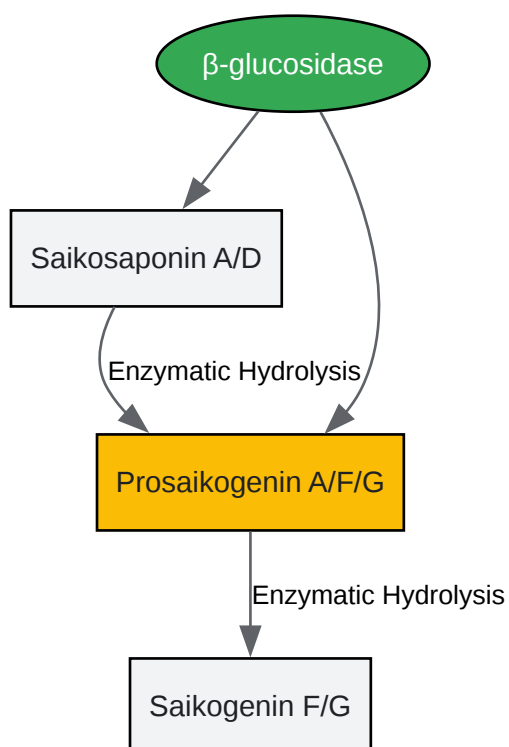 β-glucosidase
Saikosaponin A/D
Enzymatic Hydrolysis
Prosaikogenin A/F/G
Enzymatic Hydrolysis
Saikogenin F/G